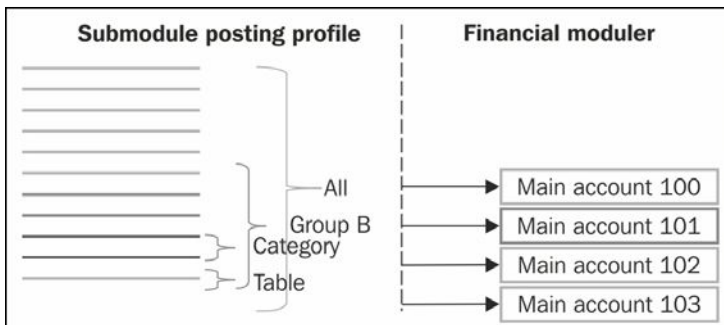 Submodule posting profile
Financial moduler
All
Group B
Category
Table
Main account 100
Main account 101
Main account 102
Main account 103